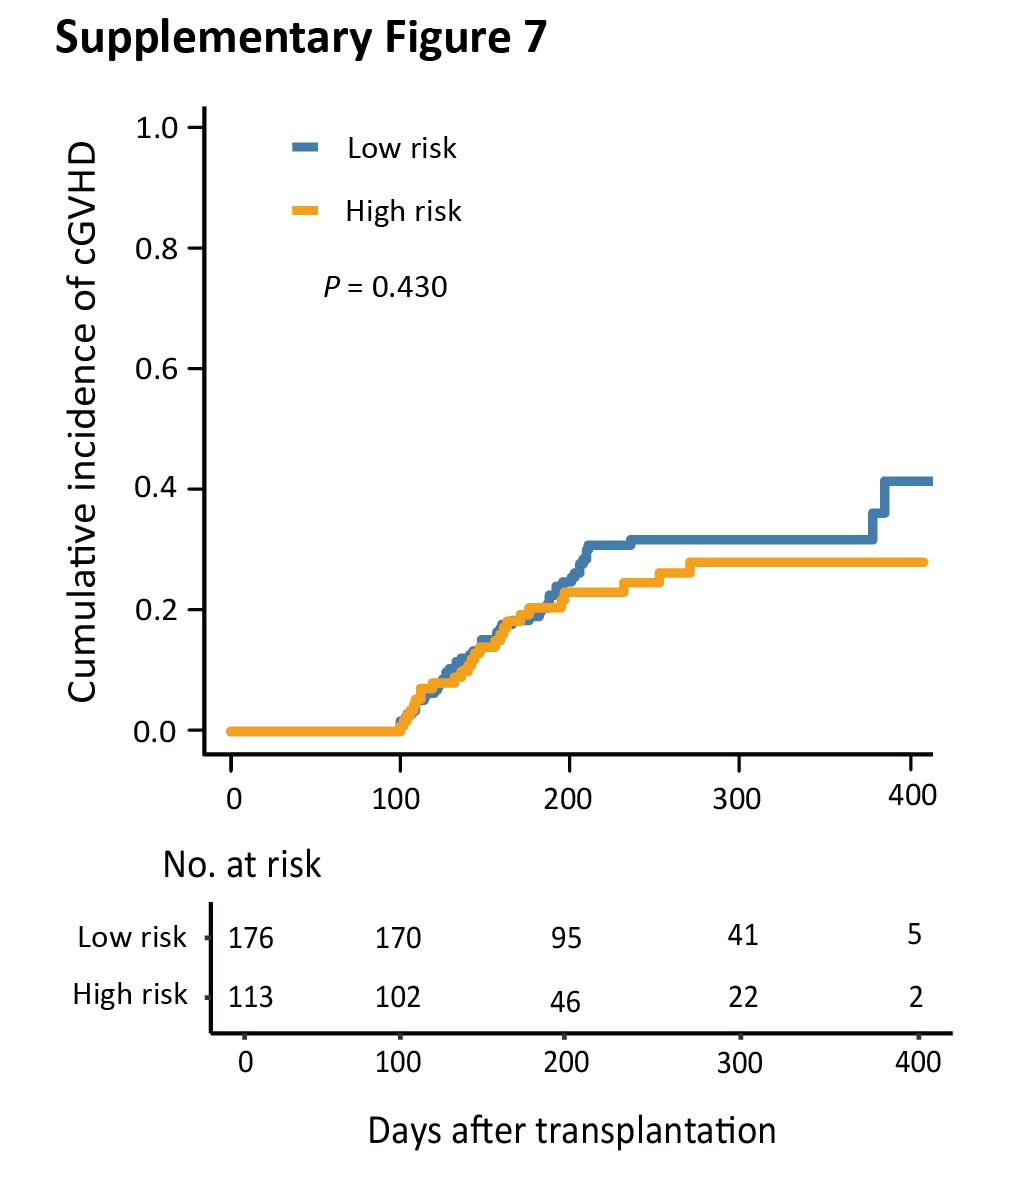 Supplementary Figure 7
Cumulative incidence of cGVHD
1.0
0.8
0.6
0.4
0.2
0.0
Low risk
High risk
P = 0.430
0 100 200 300 400
No. at risk
Low risk 176 170 95 41 5
High risk 113 102 46 22 2
0 100 200 300 400
Days after transplantation